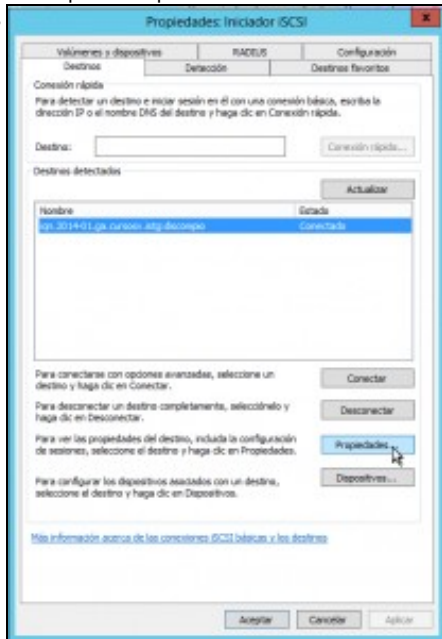 Propiedades: Iniciador iSCSI
Volúmenes y dispositivos
RADIUS
Configuración
Destinos
Detección
Destinos favoritos
Conexión rápida
Para detectar un destino e iniciar sesión en él con una conexión básica, escriba la
dirección IP o el nombre DNS del destino y haga clic en Conexión rápida.
Destino:
Conexión rápida...
Destinos detectados
Actualizar
Nombre
Estado
Conectado
Para conectarse con opciones avanzadas, seleccione un
destino y haga clic en Conectar.
Conectar
Para desconectar un destino completamente, selecciónelo y
haga clic en Desconectar.
Desconectar
Para ver las propiedades del destino, incluida la configuración
de sesiones, seleccione el destino y haga clic en Propiedades.
Propiedades...
Para configurar los dispositivos asociados con un destino,
seleccione el destino y haga clic en Dispositivos.
Dispositivos...
Más información acerca de las conexiones iSCSI básicas y los destinos
Aceptar
Cancelar
Aplicar